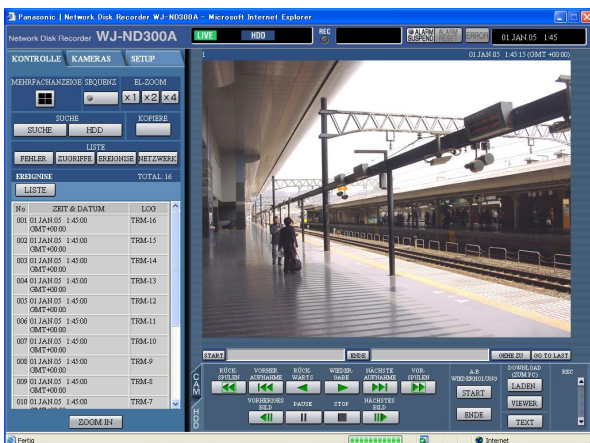 Panasonic | Network Disk Recorder WJ-ND300A - Microsoft Internet Explorer
Network Disk Recorder WJ-ND300A
LIVE HDD REC ALARM SUSPEND ALARM RESET ERROR 01.JAN.05 1:45
KONTROLLE KAMERAS SETUP
1 01.JAN.05 1:45:15 (GMT +00:00)
MEHRFACHANZEIGE SEQUENZ EL-ZOOM
x1 x2 x4
SUCHE KOPIERE
SUCHE HDD
LISTE
FEHLER ZUGRIFFE EREIGNISE NETZWERK
EREIGNISE TOTAL: 16
LISTE
No ZEIT & DATUM LOG
001 01.JAN.05 1:45:00 GMT+00:00 TRM-16
002 01.JAN.05 1:45:00 GMT+00:00 TRM-15
003 01.JAN.05 1:45:00 GMT+00:00 TRM-14
004 01.JAN.05 1:45:00 GMT+00:00 TRM-13
005 01.JAN.05 1:45:00 GMT+00:00 TRM-12
006 01.JAN.05 1:45:00 GMT+00:00 TRM-11
007 01.JAN.05 1:45:00 GMT+00:00 TRM-10
008 01.JAN.05 1:45:00 GMT+00:00 TRM-9
009 01.JAN.05 1:45:00 GMT+00:00 TRM-8
010 01.JAN.05 1:45:00 GMT+00:00 TRM-7
ZOOM IN
START ENDE GEHE ZU GO TO LAST
CAM
HDD
RÜCK-SPULEN VORHER AUFNAHME RÜCK-WÄRTS WIEDER-GABE NÄCHSTE AUFNAHME VOR-SPULEN
VORHERIGES BILD PAUSE STOP NÄCHSTES BILD
A-B WIEDERHOLUNG
START
ENDE
DOWNLOAD (ZUM PC)
LADEN
VIEWER
TEXT
REC
Fertig Internet